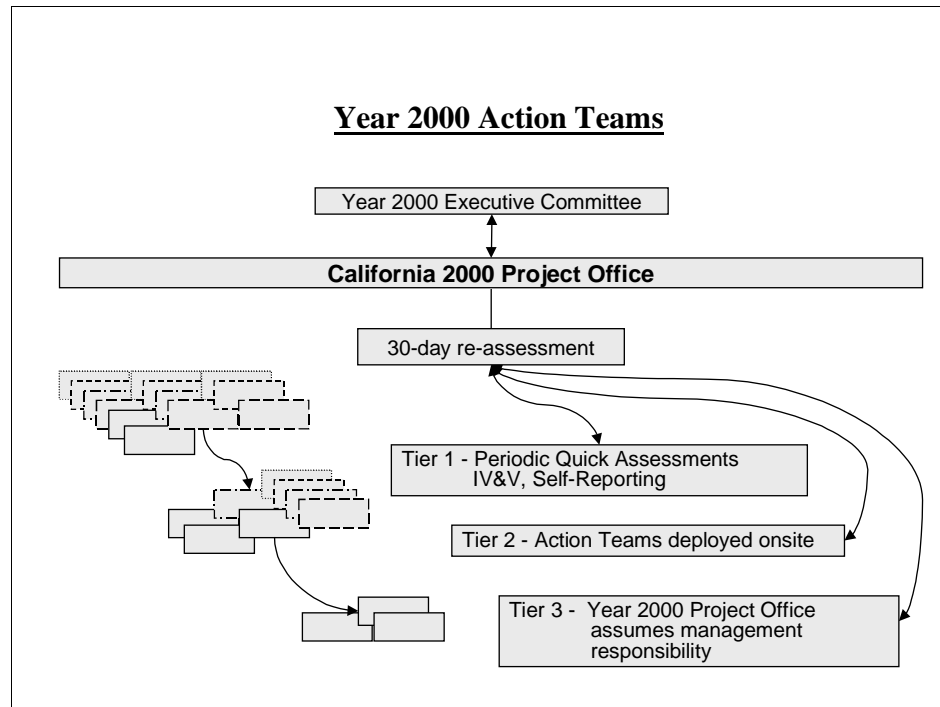 Year 2000 Action Teams
Year 2000 Executive Committee
California 2000 Project Office
30-day re-assessment
Tier 1 - Periodic Quick Assessments
IV&V, Self-Reporting
Tier 2 - Action Teams deployed onsite
Tier 3 - Year 2000 Project Office
assumes management
responsibility